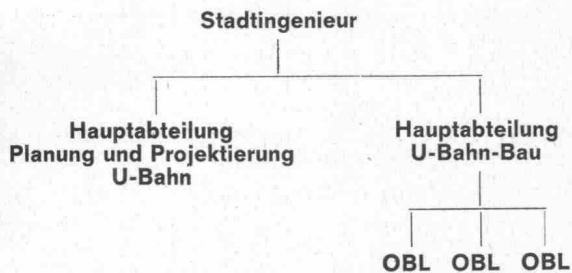 Stadtingenieur
Hauptabteilung
Planung und Projektierung
U-Bahn
Hauptabteilung
U-Bahn-Bau
OBL OBL OBL